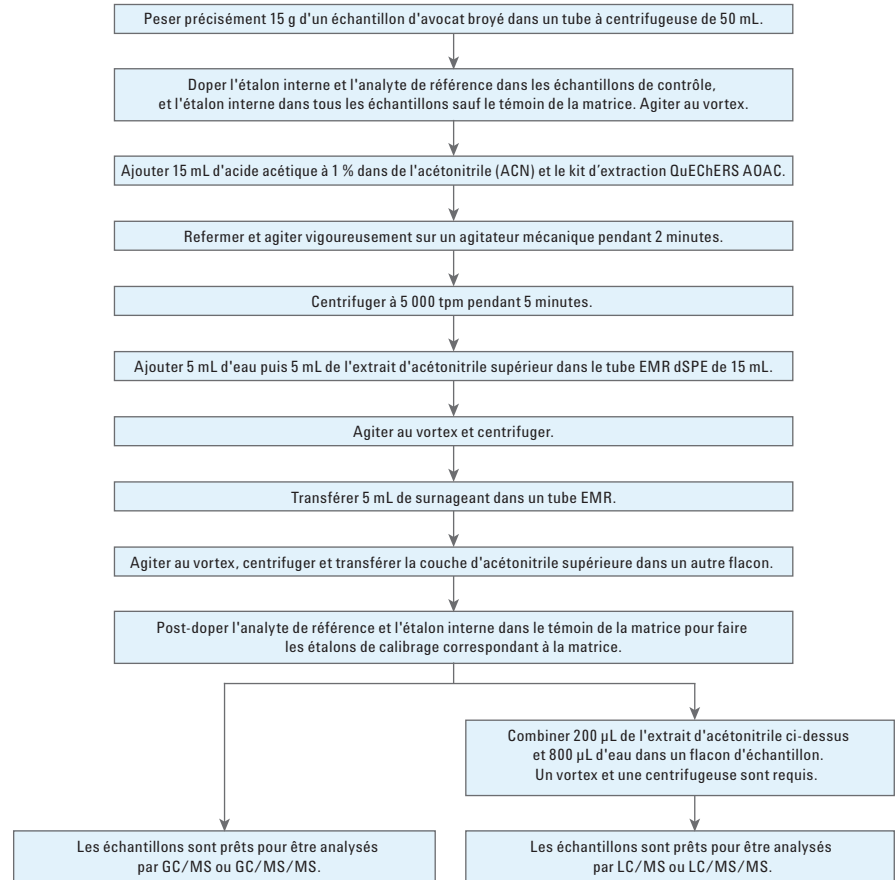 Peser précisément 15 g d'un échantillon d'avocat broyé dans un tube à centrifugeuse de 50 mL.
Doper l'étalon interne et l'analyte de référence dans les échantillons de contrôle,
et l'étalon interne dans tous les échantillons sauf le témoin de la matrice. Agiter au vortex.
Ajouter 15 mL d'acide acétique à 1 % dans de l'acétonitrile (ACN) et le kit d’extraction QuEChERS AOAC.
Refermer et agiter vigoureusement sur un agitateur mécanique pendant 2 minutes.
Centrifuger à 5 000 tpm pendant 5 minutes.
Ajouter 5 mL d'eau puis 5 mL de l'extrait d'acétonitrile supérieur dans le tube EMR dSPE de 15 mL.
Agiter au vortex et centrifuger.
Transférer 5 mL de surnageant dans un tube EMR.
Agiter au vortex, centrifuger et transférer la couche d'acétonitrile supérieure dans un autre flacon.
Post-doper l'analyte de référence et l'étalon interne dans le témoin de la matrice pour faire
les étalons de calibrage correspondant à la matrice.
Combiner 200 µL de l'extrait d'acétonitrile ci-dessus
et 800 µL d'eau dans un flacon d'échantillon.
Un vortex et une centrifugeuse sont requis.
Les échantillons sont prêts pour être analysés
par GC/MS ou GC/MS/MS.
Les échantillons sont prêts pour être analysés
par LC/MS ou LC/MS/MS.